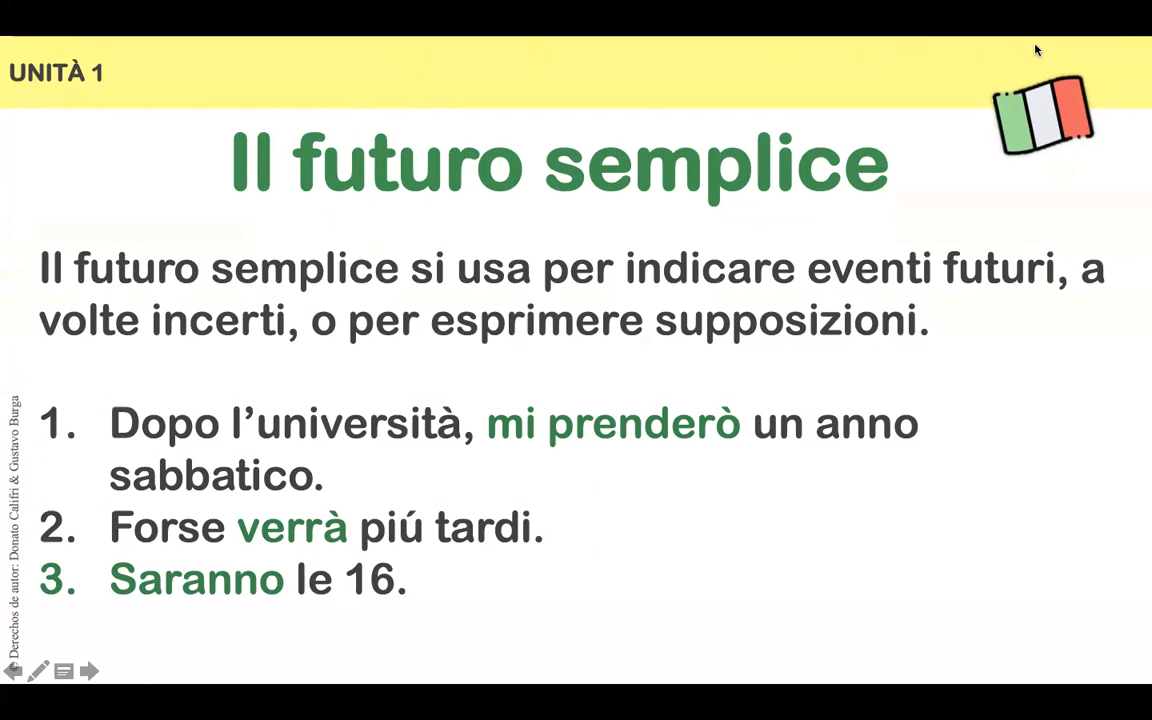 UNITÀ 1
Il futuro semplice
Il futuro semplice si usa per indicare eventi futuri, a
volte incerti, o per esprimere supposizioni.
1. Dopo l’università, mi prenderò un anno
sabbatico.
2. Forse verrà piú tardi.
3. Saranno le 16.
© Derechos de autor: Donato Califri & Gustavo Burga